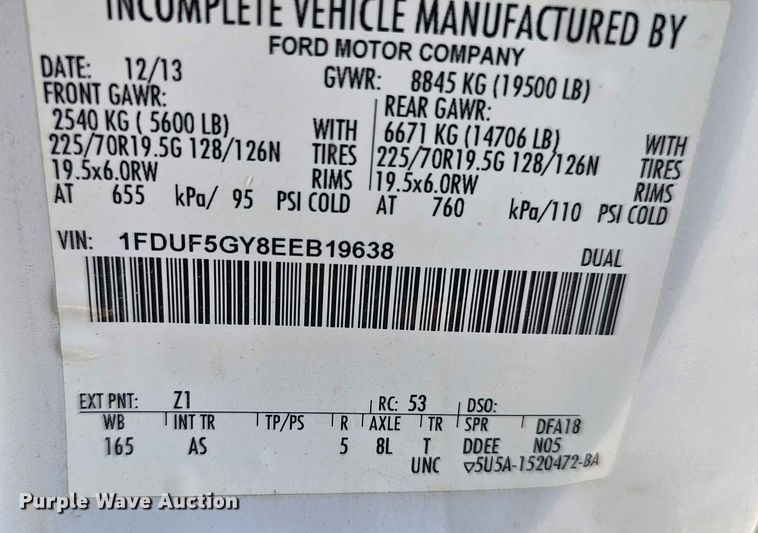 INCOMPLETE VEHICLE MANUFACTURED BY
FORD MOTOR COMPANY
DATE: 12/13 GVWR: 8845 KG (19500 LB)
FRONT GAWR: REAR GAWR:
2540 KG ( 5600 LB) WITH 6671 KG (14706 LB) WITH
225/70R19.5G 128/126N TIRES 225/70R19.5G 128/126N TIRES
19.5x6.0RW RIMS 19.5x6.0RW RIMS
AT 655 kPa/ 95 PSI COLD AT 760 kPa/110 PSI COLD
VIN: 1FDUF5GY8EEB19638 DUAL
EXT PNT: Z1 RC: 53 DSO:
WB INT TR TP/PS R AXLE TR SPR DFA18
165 AS 5 8L T DDEE N05
UNC ▽5U5A-1520472-BA
Purple Wave Auction